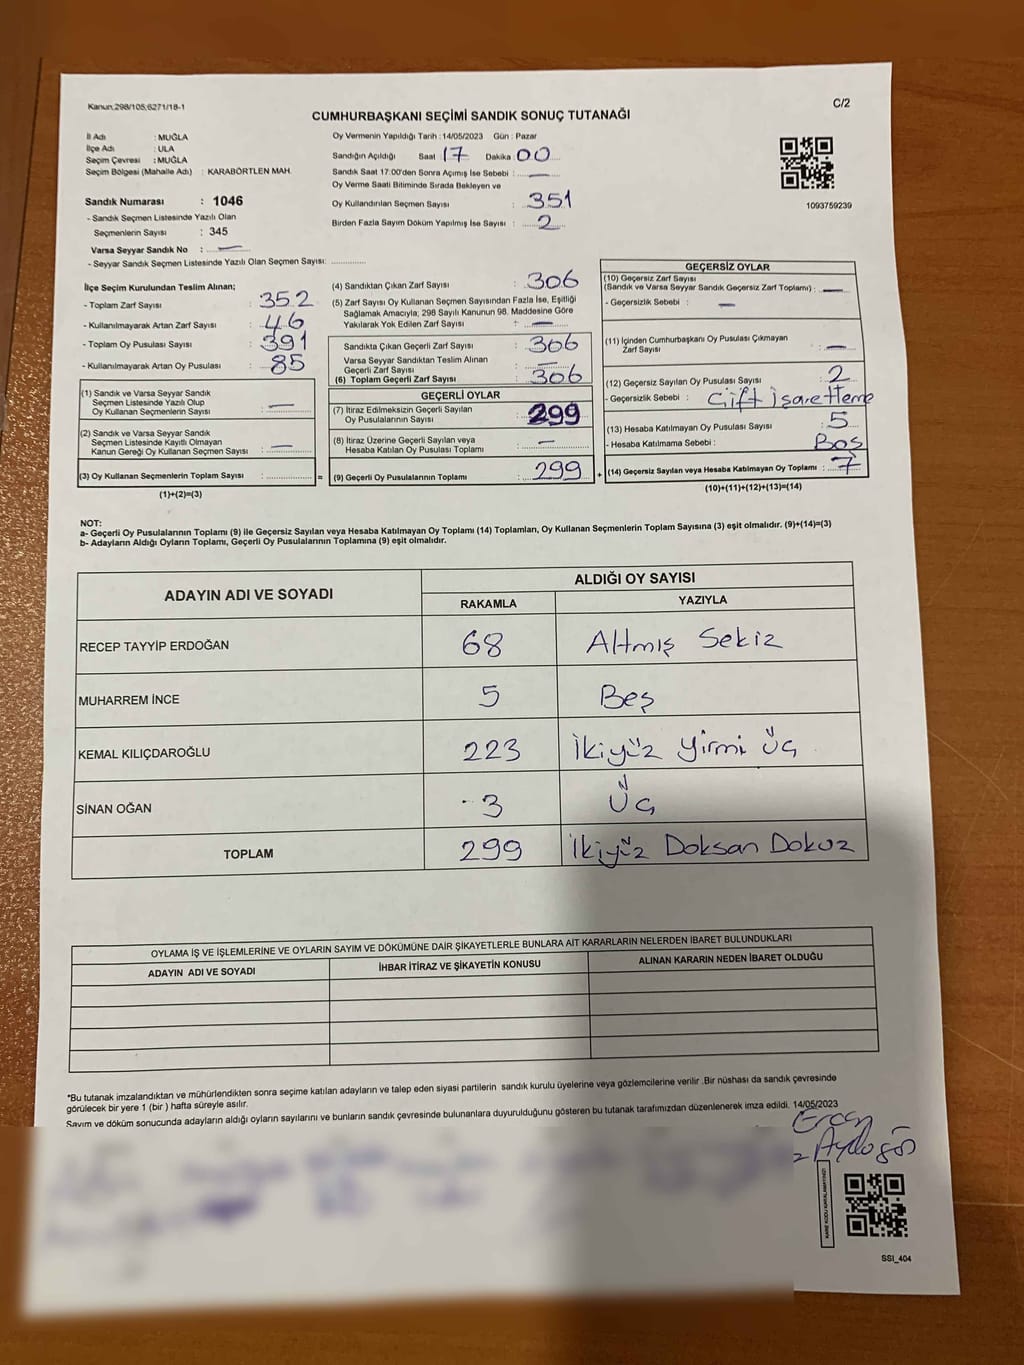 Kanun;298/105;6271/18-1
C/2
CUMHURBAŞKANI SEÇİMİ SANDIK SONUÇ TUTANAĞI
İl Adı : MUĞLA
İlçe Adı : ULA
Seçim Çevresi : MUĞLA
Seçim Bölgesi (Mahalle Adı) : KARABÖRTLEN MAH.
Oy Vermenin Yapıldığı Tarih :14/05/2023 Gün : Pazar
Sandığın Açıldığı Saat 17 Dakika 00
Sandık Saat 17:00'den Sonra Açımış İse Sebebi : —
Oy Verme Saati Bitiminde Sırada Bekleyen ve
Oy Kullandırılan Seçmen Sayısı : 351
Birden Fazla Sayım Döküm Yapılmış İse Sayısı : 2
1093759239
Sandık Numarası : 1046
- Sandık Seçmen Listesinde Yazılı Olan
Seçmenlerin Sayısı : 345
Varsa Seyyar Sandık No : —
- Seyyar Sandık Seçmen Listesinde Yazılı Olan Seçmen Sayısı: ..............
İlçe Seçim Kurulundan Teslim Alınan;
- Toplam Zarf Sayısı : 352
- Kullanılmayarak Artan Zarf Sayısı : 46
- Toplam Oy Pusulası Sayısı : 391
- Kullanılmayarak Artan Oy Pusulası : 85
(1) Sandık ve Varsa Seyyar Sandık
Seçmen Listesinde Yazılı Olup
Oy Kullanan Seçmenlerin Sayısı : —
(2) Sandık ve Varsa Seyyar Sandık
Seçmen Listesinde Kayıtlı Olmayan
Kanun Gereği Oy Kullanan Seçmen Sayısı : —
(3) Oy Kullanan Seçmenlerin Toplam Sayısı : .............. =
(1)+(2)=(3)
(4) Sandıktan Çıkan Zarf Sayısı : 306
(5) Zarf Sayısı Oy Kullanan Seçmen Sayısından Fazla İse, Eşitliği
Sağlamak Amacıyla; 298 Sayılı Kanunun 98. Maddesine Göre
Yakılarak Yok Edilen Zarf Sayısı : —
Sandıkta Çıkan Geçerli Zarf Sayısı : 306
Varsa Seyyar Sandıktan Teslim Alınan
Geçerli Zarf Sayısı : —
(6) Toplam Geçerli Zarf Sayısı : 306
GEÇERLİ OYLAR
(7) İtiraz Edilmeksizin Geçerli Sayılan
Oy Pusulalarının Sayısı : 299
(8) İtiraz Üzerine Geçerli Sayılan veya
Hesaba Katılan Oy Pusulası Toplamı : —
(9) Geçerli Oy Pusulalarının Toplamı : 299 +
GEÇERSİZ OYLAR
(10) Geçersiz Zarf Sayısı
(Sandık ve Varsa Seyyar Sandık Geçersiz Zarf Toplamı) : —
- Geçersizlik Sebebi : —
(11) İçinden Cumhurbaşkanı Oy Pusulası Çıkmayan
Zarf Sayısı : —
(12) Geçersiz Sayılan Oy Pusulası Sayısı : 2
- Geçersizlik Sebebi : Çift İşaretleme
(13) Hesaba Katılmayan Oy Pusulası Sayısı : 5
- Hesaba Katılmama Sebebi : Boş
(14) Geçersiz Sayılan veya Hesaba Katılmayan Oy Toplamı : 7
(10)+(11)+(12)+(13)=(14)
NOT:
a- Geçerli Oy Pusulalarının Toplamı (9) ile Geçersiz Sayılan veya Hesaba Katılmayan Oy Toplamı (14) Toplamları, Oy Kullanan Seçmenlerin Toplam Sayısına (3) eşit olmalıdır. (9)+(14)=(3)
b- Adayların Aldığı Oyların Toplamı, Geçerli Oy Pusulalarının Toplamına (9) eşit olmalıdır.
ADAYIN ADI VE SOYADI ALDIĞI OY SAYISI
RAKAMLA YAZIYLA
RECEP TAYYİP ERDOĞAN 68 Altmış Sekiz
MUHARREM İNCE 5 Beş
KEMAL KILIÇDAROĞLU 223 İkiyüz Yirmi Üç
SİNAN OĞAN 3 Üç
TOPLAM 299 İkiyüz Doksan Dokuz
OYLAMA İŞ VE İŞLEMLERİNE VE OYLARIN SAYIM VE DÖKÜMÜNE DAİR ŞİKAYETLERLE BUNLARA AİT KARARLARIN NELERDEN İBARET BULUNDUKLARI
ADAYIN ADI VE SOYADI İHBAR İTİRAZ VE ŞİKAYETİN KONUSU ALINAN KARARIN NEDEN İBARET OLDUĞU
*Bu tutanak imzalandıktan ve mühürlendikten sonra seçime katılan adayların ve talep eden siyasi partilerin sandık kurulu üyelerine veya gözlemcilerine verilir .Bir nüshası da sandık çevresinde
görülecek bir yere 1 (bir ) hafta süreyle asılır.
Sayım ve döküm sonucunda adayların aldığı oyların sayılarını ve bunların sandık çevresinde bulunanlara duyurulduğunu gösteren bu tutanak tarafımızdan düzenlenerek imza edildi. 14/05/2023
KARE KODU KARALAMAYINIZ!
SSI_404